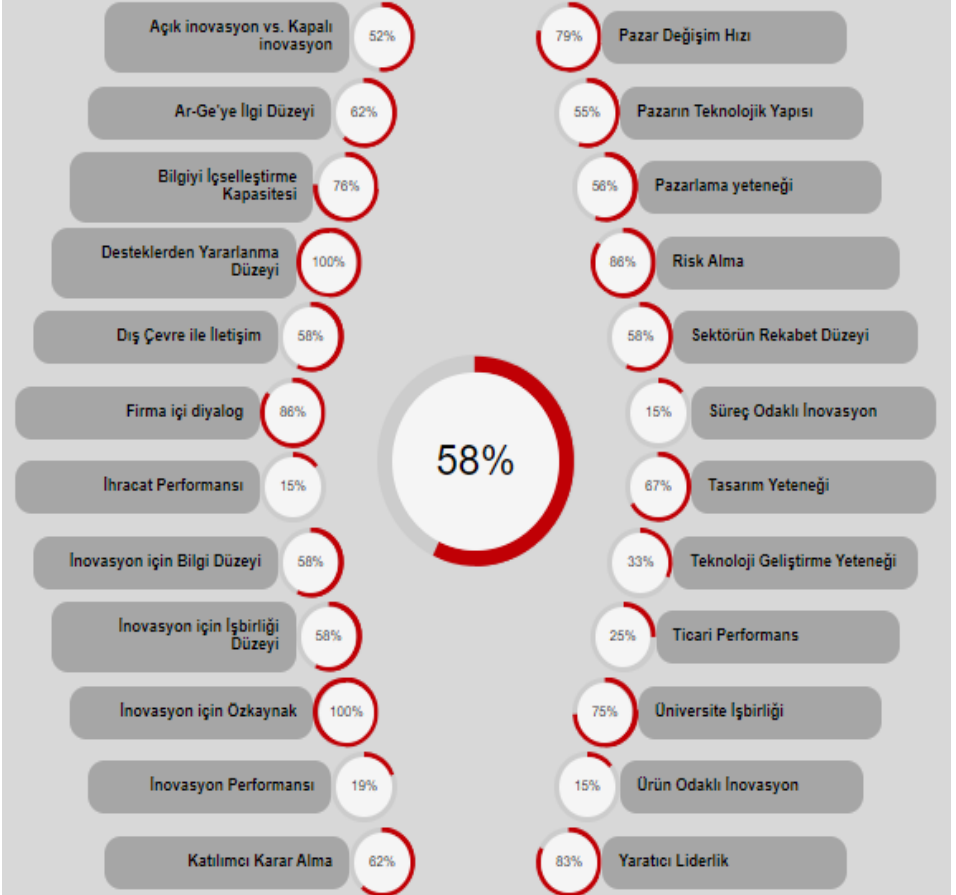 Açık inovasyon vs. Kapalı
inovasyon
52%
Ar-Ge'ye İlgi Düzeyi
62%
Bilgiyi İçselleştirme
Kapasitesi
76%
Desteklerden Yararlanma
Düzeyi
100%
Dış Çevre ile İletişim
58%
Firma içi diyalog
86%
İhracat Performansı
15%
İnovasyon için Bilgi Düzeyi
58%
İnovasyon için İşbirliği
Düzeyi
58%
İnovasyon için Özkaynak
100%
İnovasyon Performansı
19%
Katılımcı Karar Alma
62%
58%
79%
Pazar Değişim Hızı
55%
Pazarın Teknolojik Yapısı
56%
Pazarlama yeteneği
86%
Risk Alma
58%
Sektörün Rekabet Düzeyi
15%
Süreç Odaklı İnovasyon
67%
Tasarım Yeteneği
33%
Teknoloji Geliştirme Yeteneği
25%
Ticari Performans
75%
Üniversite İşbirliği
15%
Ürün Odaklı İnovasyon
83%
Yaratıcı Liderlik